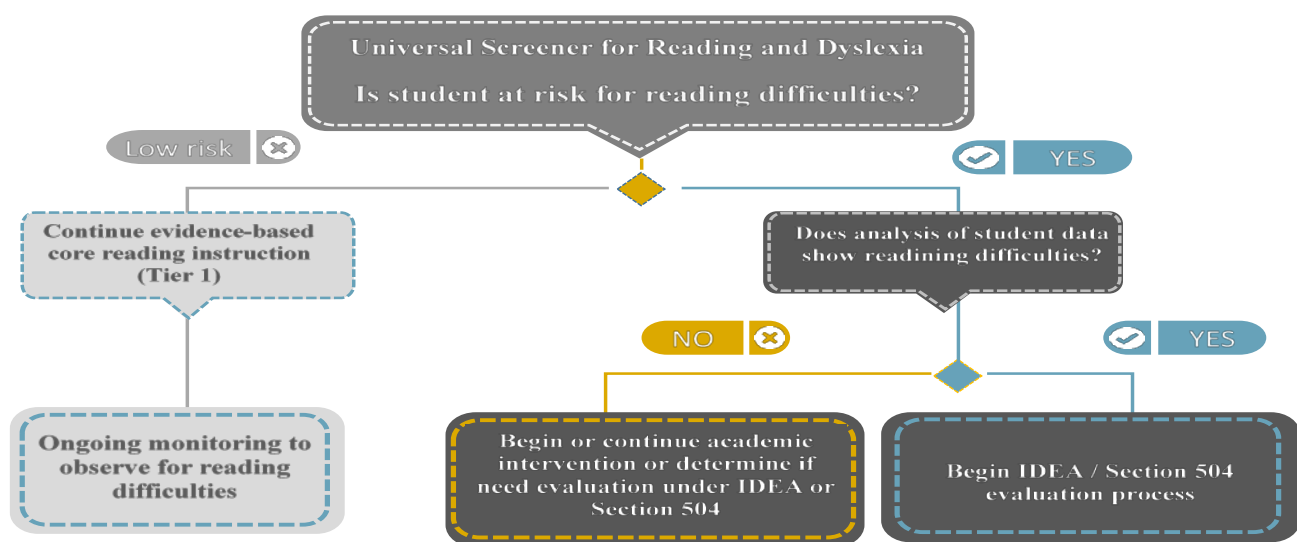 Universal Screener for Reading and Dyslexia
Is student at risk for reading difficulties?
Low risk
YES
Continue evidence-based
core reading instruction
(Tier 1)
Does analysis of student data
show readining difficulties?
NO
YES
Ongoing monitoring to
observe for reading
difficulties
Begin or continue academic
intervention or determine if
need evaluation under IDEA or
Section 504
Begin IDEA / Section 504
evaluation process